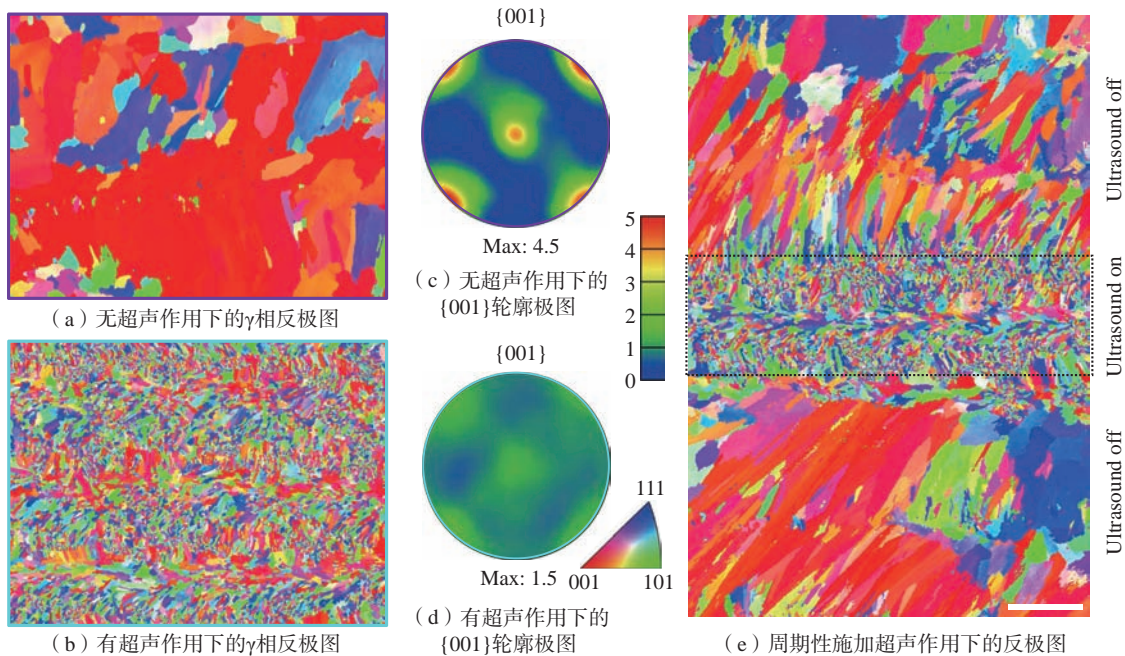 （a）无超声作用下的γ相反极图
（b）有超声作用下的γ相反极图
{001}
Max: 4.5
（c）无超声作用下的
{001}轮廓极图
5
4
3
2
1
0
{001}
Max: 1.5
111
001
101
（d）有超声作用下的
{001}轮廓极图
Ultrasound off
Ultrasound on
Ultrasound off
（e）周期性施加超声作用下的反极图